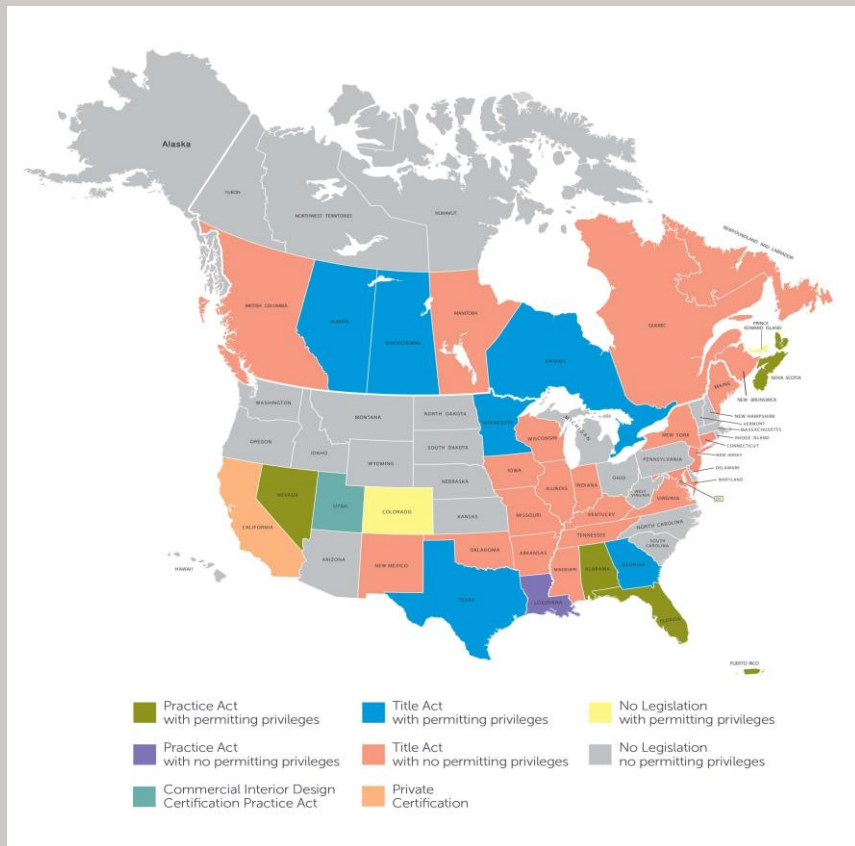 Alaska
YUKON
NORTHWEST TERRITORIES
NUNAVUT
NEWFOUNDLAND AND LABRADOR
BRITISH COLUMBIA
ALBERTA
SASKATCHEWAN
MANITOBA
ONTARIO
QUEBEC
PRINCE
EDWARD ISLAND
NOVA SCOTIA
NEW BRUNSWICK
MAINE
WASHINGTON
MONTANA
NORTH DAKOTA
MINNESOTA
MICHIGAN
NEW HAMPSHIRE
VERMONT
MASSACHUSETTS
RHODE ISLAND
CONNECTICUT
NEW JERSEY
DELAWARE
MARYLAND
OREGON
IDAHO
WYOMING
SOUTH DAKOTA
WISCONSIN
NEW YORK
PENNSYLVANIA
NEBRASKA
IOWA
ILLINOIS
INDIANA
OHIO
WEST
VIRGINIA
VIRGINIA
NEVADA
UTAH
COLORADO
KANSAS
MISSOURI
KENTUCKY
CALIFORNIA
ARIZONA
NEW MEXICO
OKLAHOMA
ARKANSAS
TENNESSEE
NORTH CAROLINA
SOUTH
CAROLINA
HAWAII
TEXAS
LOUISIANA
MISSISSIPPI
ALABAMA
GEORGIA
FLORIDA
PUERTO RICO
Practice Act
with permitting privileges
Title Act
with permitting privileges
No Legislation
with permitting privileges
Practice Act
with no permitting privileges
Title Act
with no permitting privileges
No Legislation
no permitting privileges
Commercial Interior Design
Certification Practice Act
Private
Certification